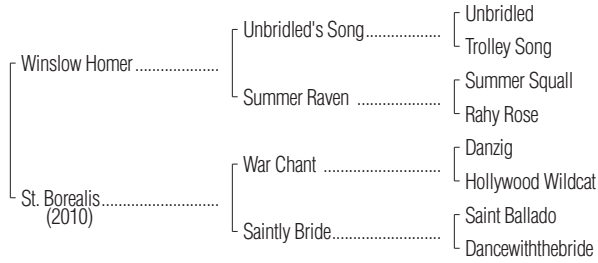 Unbridled
Unbridled's Song..................
Trolley Song
Winslow Homer....................
Summer Squall
Summer Raven ....................
Rahy Rose
Danzig
War Chant ............................
Hollywood Wildcat
St. Borealis............................
(2010)
Saint Ballado
Saintly Bride..........................
Dancewiththebride